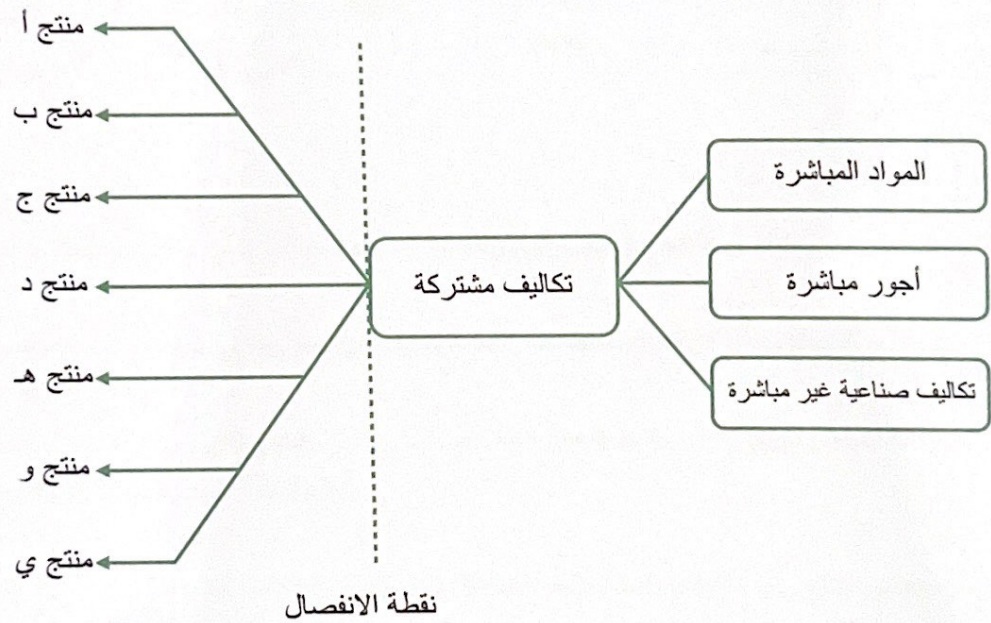 المواد المباشرة
أجور مباشرة
تكاليف صناعية غير مباشرة
تكاليف مشتركة
منتج أ
منتج ب
منتج ج
منتج د
منتج هـ
منتج و
منتج ي
نقطة الانفصال